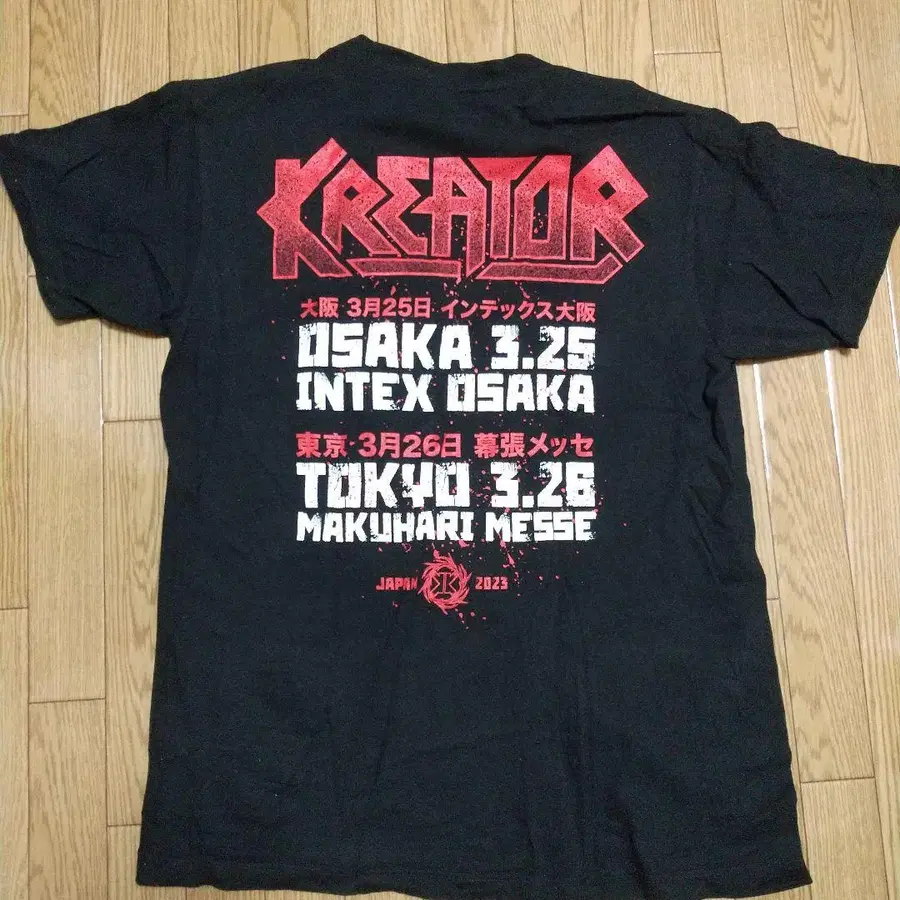 KREATOR
大阪 3月25日 インテックス大阪
OSAKA 3.25
INTEX OSAKA
東京 3月26日 幕張メッセ
TOKYO 3.26
MAKUHARI MESSE
JAPAN 2023